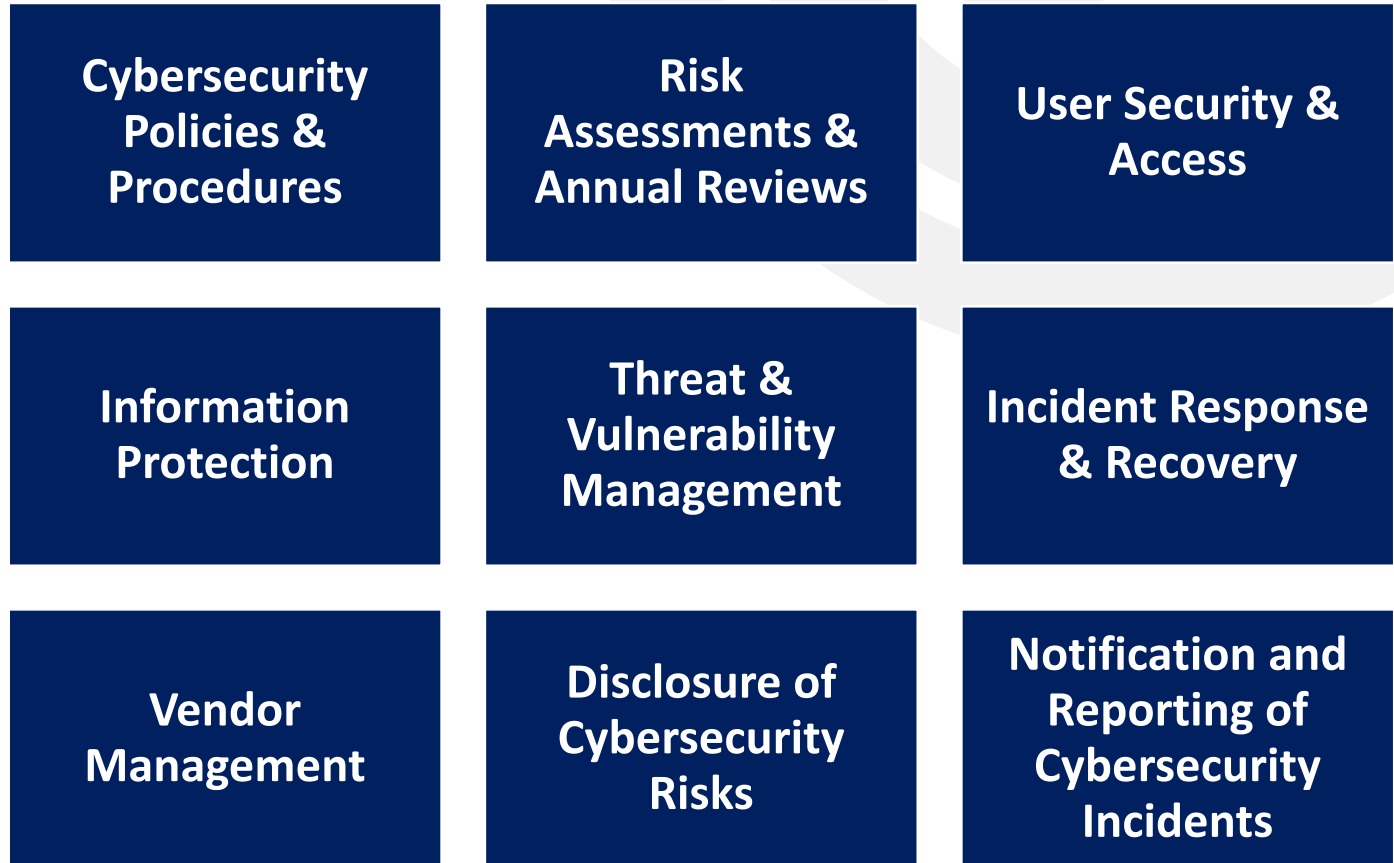 Cybersecurity
Policies &
Procedures
Risk
Assessments &
Annual Reviews
User Security &
Access
Information
Protection
Threat &
Vulnerability
Management
Incident Response
& Recovery
Vendor
Management
Disclosure of
Cybersecurity
Risks
Notification and
Reporting of
Cybersecurity
Incidents